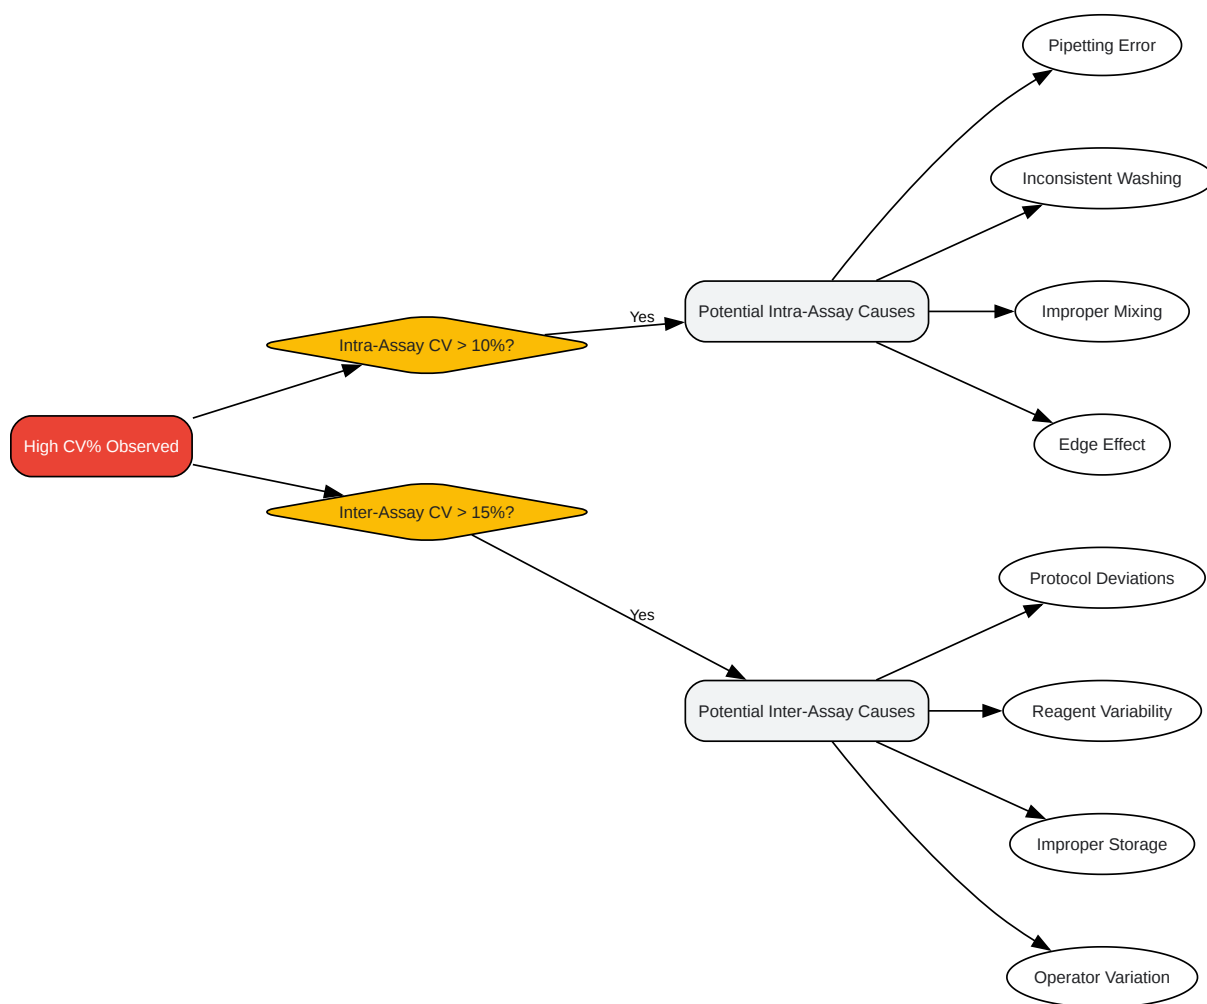 High CV% Observed
Intra-Assay CV > 10%?
Inter-Assay CV > 15%?
Yes
Yes
Potential Intra-Assay Causes
Potential Inter-Assay Causes
Pipetting Error
Inconsistent Washing
Improper Mixing
Edge Effect
Protocol Deviations
Reagent Variability
Improper Storage
Operator Variation